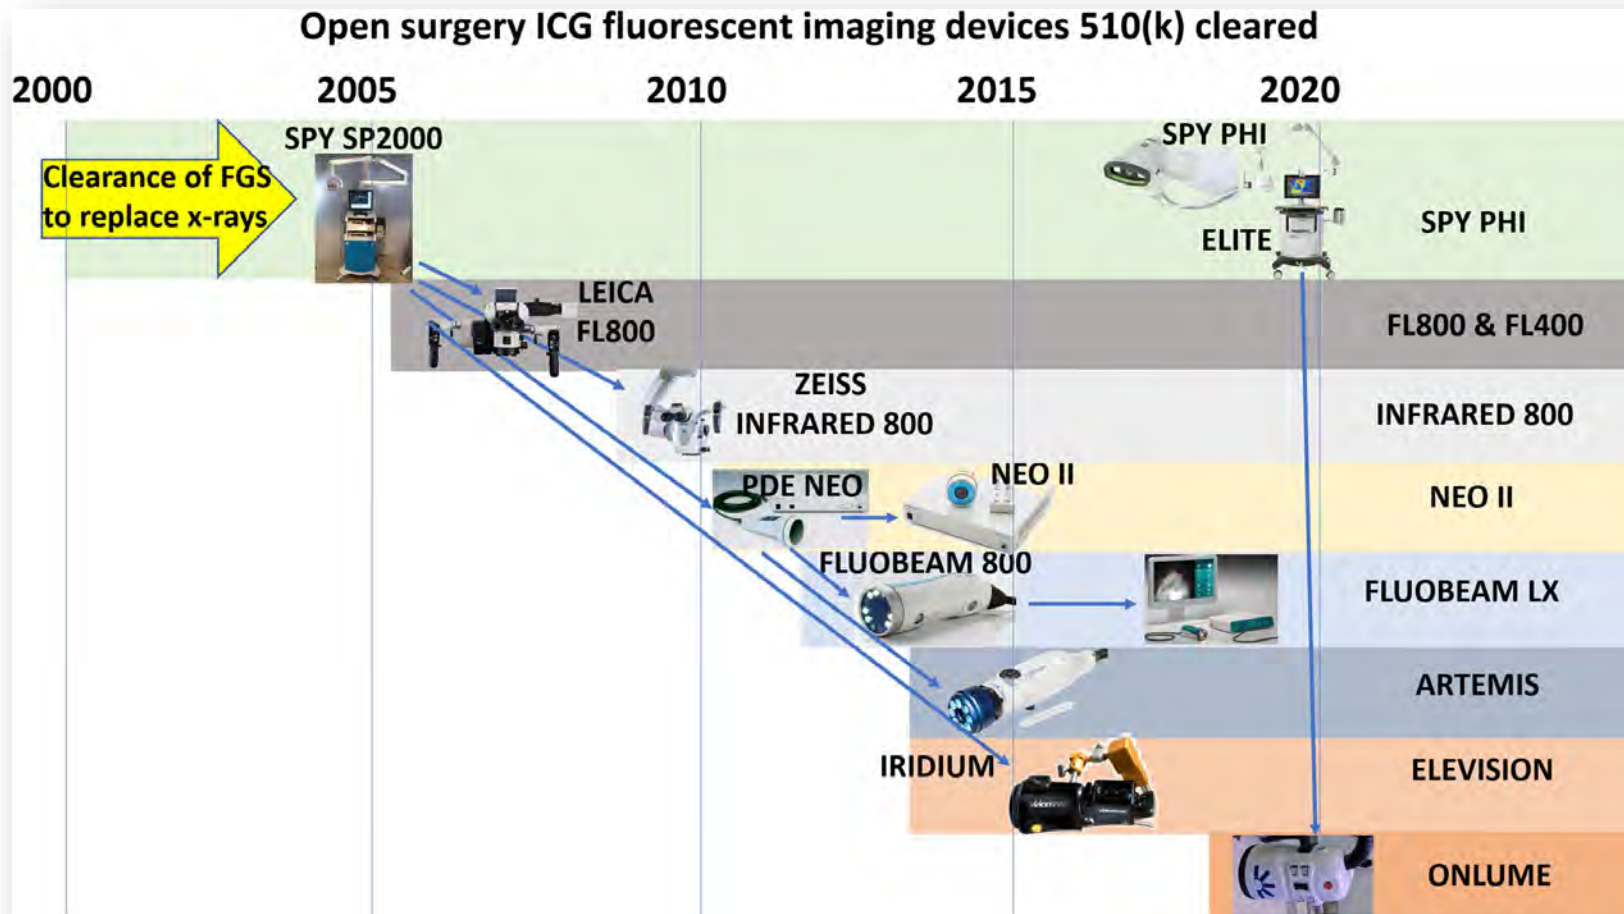 Open surgery ICG fluorescent imaging devices 510(k) cleared
2000
2005
2010
2015
2020
SPY SP2000
SPY PHI
Clearance of FGS
to replace x-rays
ELITE
SPY PHI
LEICA
FL800
FL800 & FL400
ZEISS
INFRARED 800
INFRARED 800
PDE NEO
NEO II
NEO II
FLUOBEAM 800
FLUOBEAM LX
ARTEMIS
IRIDIUM
ELEVISION
ONLUME